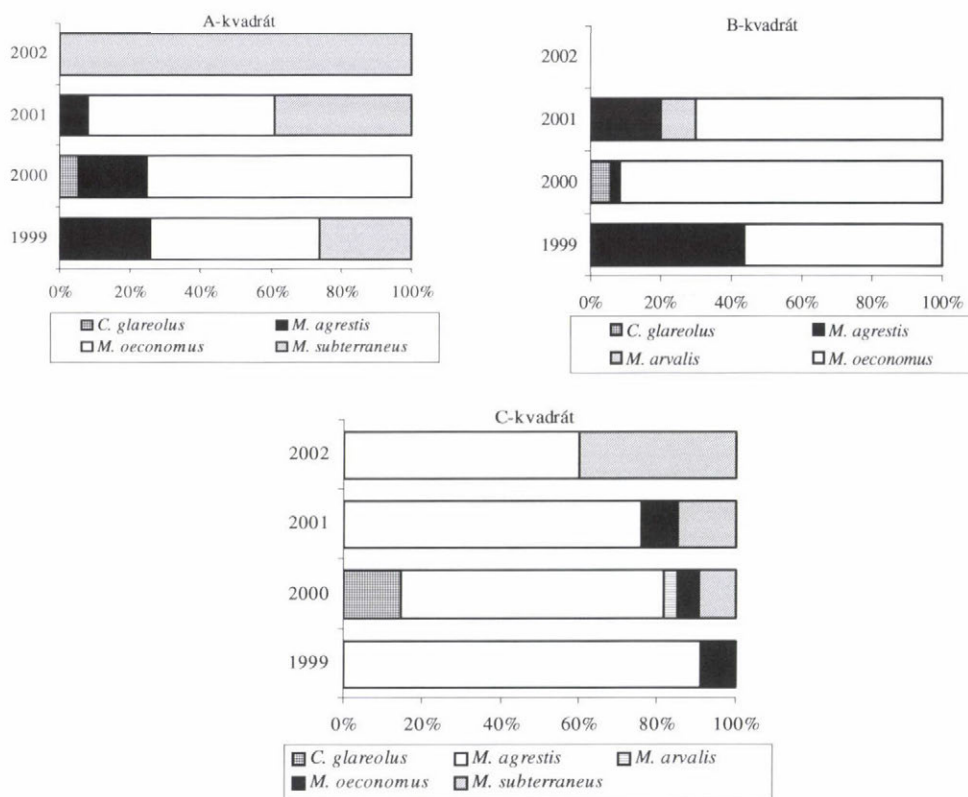 A-kvadrát
2002
2001
2000
1999
0% 20% 40% 60% 80% 100%
C. glareolus M. agrestis
M. oeconomus M. subterraneus
B-kvadrát
2002
2001
2000
1999
0% 20% 40% 60% 80% 100%
C. glareolus M. agrestis
M. arvalis M. oeconomus
C-kvadrát
2002
2001
2000
1999
0% 20% 40% 60% 80% 100%
C. glareolus M. agrestis M. arvalis
M. oeconomus M. subterraneus